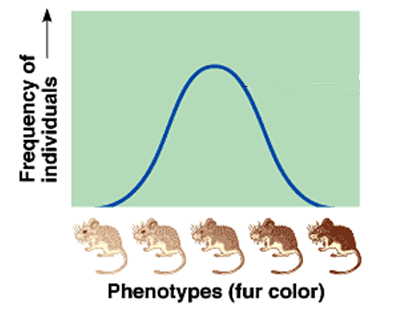 Frequency of
individuals
Phenotypes (fur color)